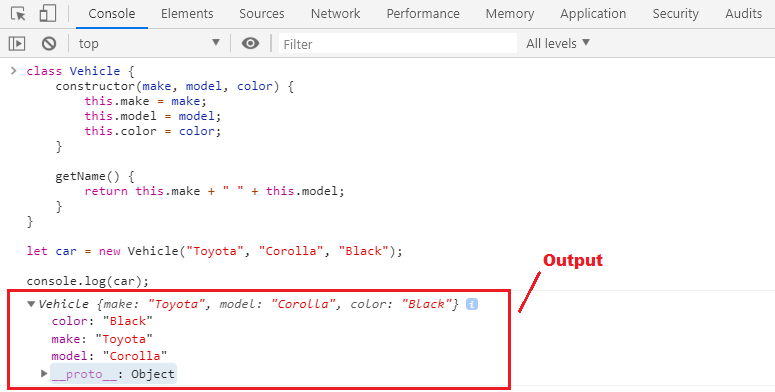 Console Elements Sources Network Performance Memory Application Security Audits
top Filter All levels
class Vehicle {
    constructor(make, model, color) {
        this.make = make;
        this.model = model;
        this.color = color;
    }
    getName() {
        return this.make + " " + this.model;
    }
}
let car = new Vehicle("Toyota", "Corolla", "Black");
console.log(car);
Output
Vehicle {make: "Toyota", model: "Corolla", color: "Black"} i
color: "Black"
make: "Toyota"
model: "Corolla"
__proto__: Object